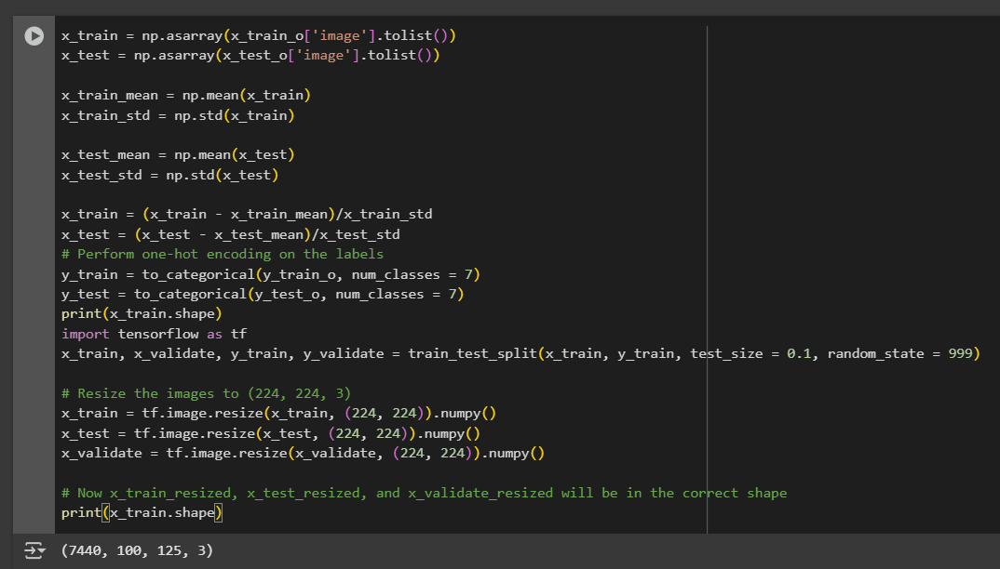 x_train = np.asarray(x_train_o['image'].tolist())
x_test = np.asarray(x_test_o['image'].tolist())
x_train_mean = np.mean(x_train)
x_train_std = np.std(x_train)
x_test_mean = np.mean(x_test)
x_test_std = np.std(x_test)
x_train = (x_train - x_train_mean)/x_train_std
x_test = (x_test - x_test_mean)/x_test_std
# Perform one-hot encoding on the labels
y_train = to_categorical(y_train_o, num_classes = 7)
y_test = to_categorical(y_test_o, num_classes = 7)
print(x_train.shape)
import tensorflow as tf
x_train, x_validate, y_train, y_validate = train_test_split(x_train, y_train, test_size = 0.1, random_state = 999)
# Resize the images to (224, 224, 3)
x_train = tf.image.resize(x_train, (224, 224)).numpy()
x_test = tf.image.resize(x_test, (224, 224)).numpy()
x_validate = tf.image.resize(x_validate, (224, 224)).numpy()
# Now x_train_resized, x_test_resized, and x_validate_resized will be in the correct shape
print(x_train.shape)
(7440, 100, 125, 3)